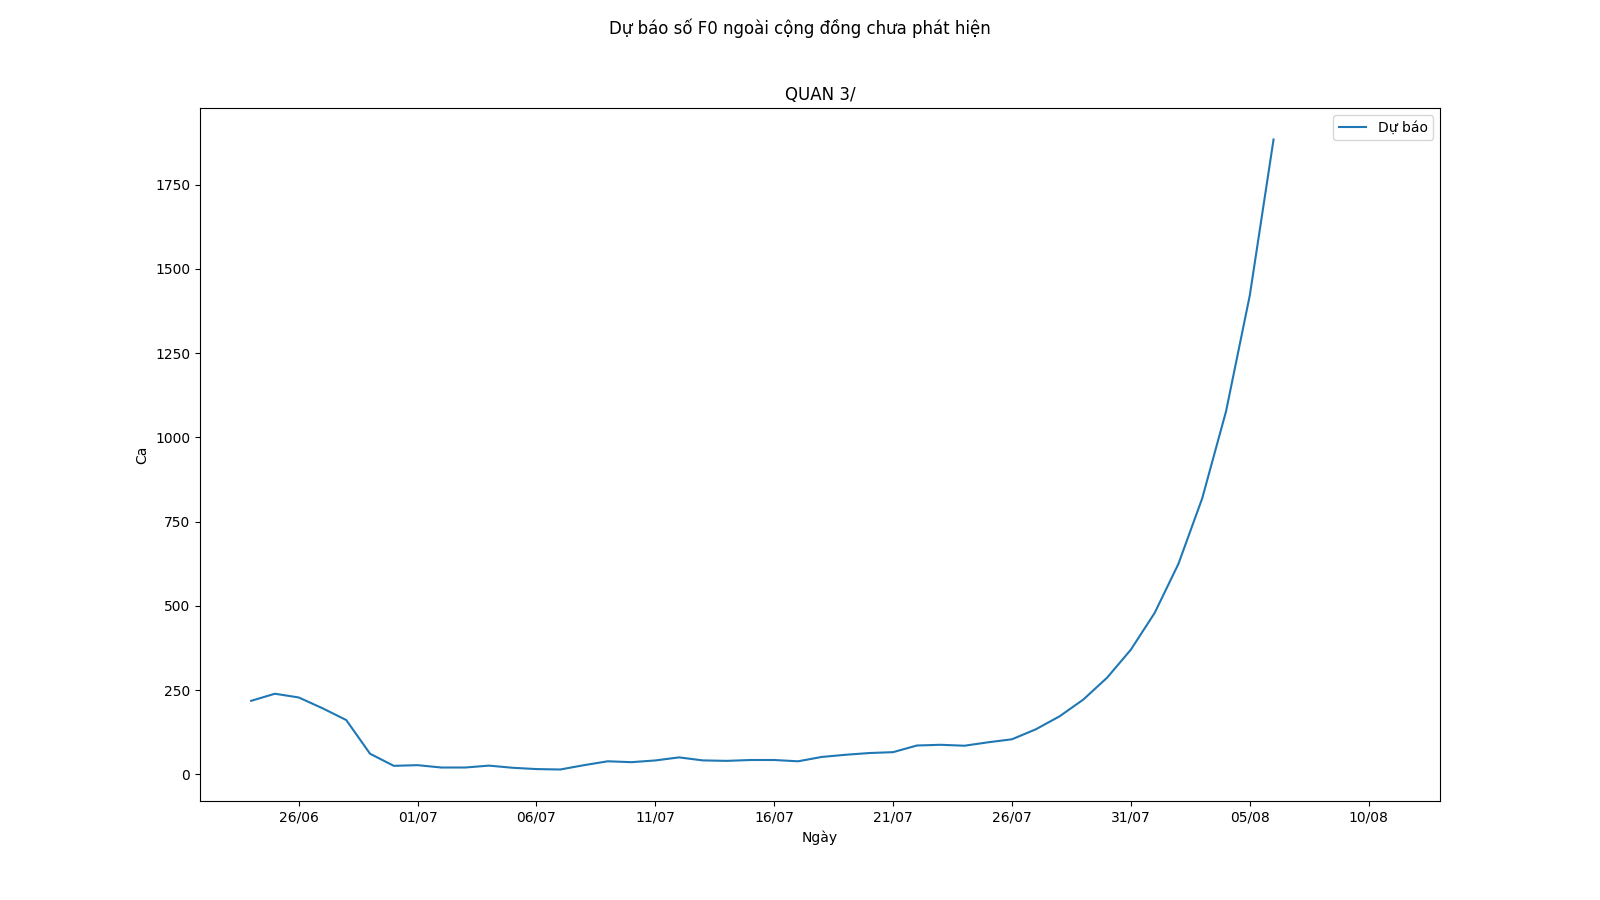 Dự báo số F0 ngoài cộng đồng chưa phát hiện
QUAN 3/
Dự báo
1750
1500
1250
1000
750
500
250
0
Ca
26/06 01/07 06/07 11/07 16/07 21/07 26/07 31/07 05/08 10/08
Ngày